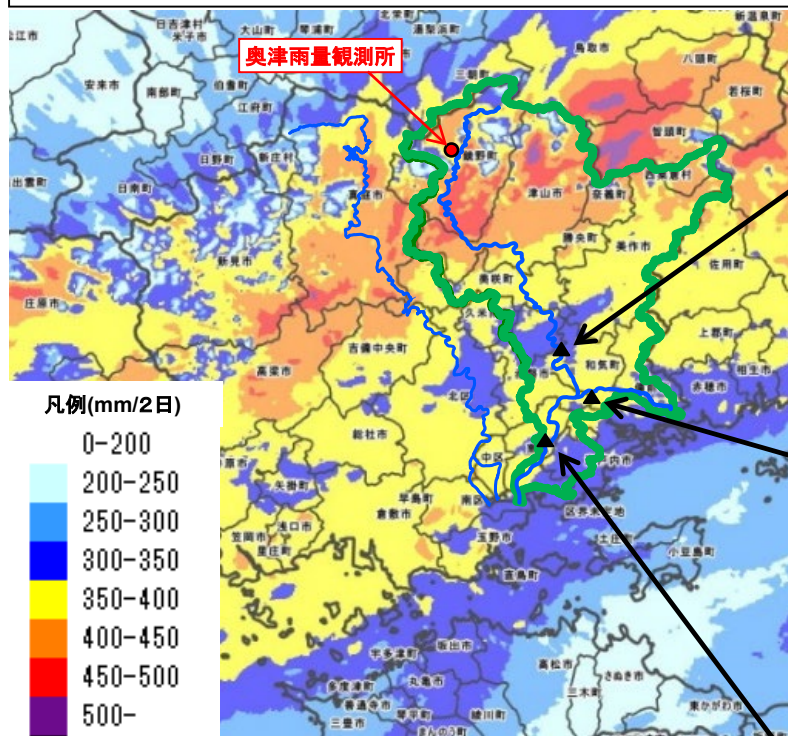 日吉津村
米子市
大山町
琴浦町
北栄町
湯梨浜町
新温泉町
松江市
鳥取市
八頭町
奥津雨量観測所
三朝町
若桜町
安来市
南部町
伯耆町
江府町
智頭町
日野町
新庄村
鏡野町
西粟倉村
日南町
真庭市
津山市
奈義町
勝央町
美作市
新見市
美咲町
佐用町
庄原市
上郡町
吉備中央町
和気町
相生市
赤穂市
高梁市
北区
凡例(mm/2日)
総社市
0-200
中区
200-250
矢掛町
早島町
南区
250-300
浅口市
倉敷市
笠岡市
里庄町
玉野市
土庄町
300-350
小豆島町
直島町
350-400
400-450
宇多津町
坂出市
高松市
さぬき市
450-500
多度津町
丸亀市
三木町
善通寺市
琴平町
綾川町
東かがわ市
500-
三豊市
まんのう町